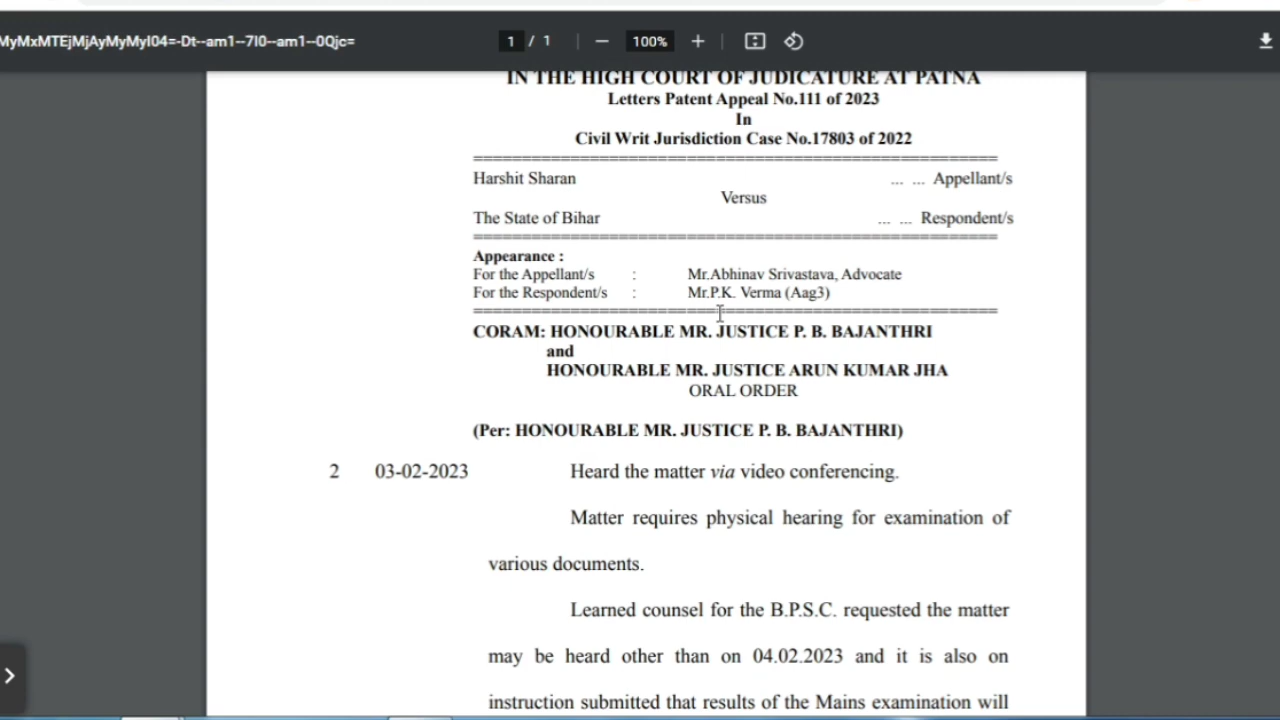 MyMxMTEjMjAyMyMyI04=-Dt--am1--7I0--am1--0Qjc=
1 / 1
100%
IN THE HIGH COURT OF JUDICATURE AT PATNA
Letters Patent Appeal No.111 of 2023
In
Civil Writ Jurisdiction Case No.17803 of 2022
Harshit Sharan ... ... Appellant/s
Versus
The State of Bihar ... ... Respondent/s
Appearance :
For the Appellant/s : Mr.Abhinav Srivastava, Advocate
For the Respondent/s : Mr.P.K. Verma (Aag3)
CORAM: HONOURABLE MR. JUSTICE P. B. BAJANTHRI
and
HONOURABLE MR. JUSTICE ARUN KUMAR JHA
ORAL ORDER
(Per: HONOURABLE MR. JUSTICE P. B. BAJANTHRI)
2 03-02-2023 Heard the matter via video conferencing.
Matter requires physical hearing for examination of
various documents.
Learned counsel for the B.P.S.C. requested the matter
may be heard other than on 04.02.2023 and it is also on
instruction submitted that results of the Mains examination will